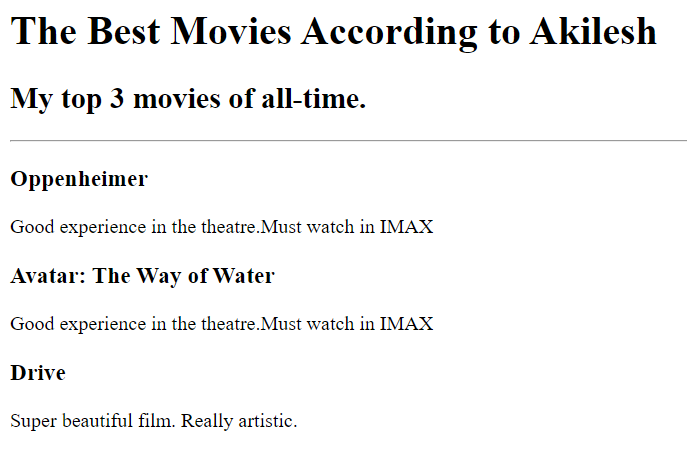 The Best Movies According to Akilesh
My top 3 movies of all-time.
Oppenheimer
Good experience in the theatre.Must watch in IMAX
Avatar: The Way of Water
Good experience in the theatre.Must watch in IMAX
Drive
Super beautiful film. Really artistic.